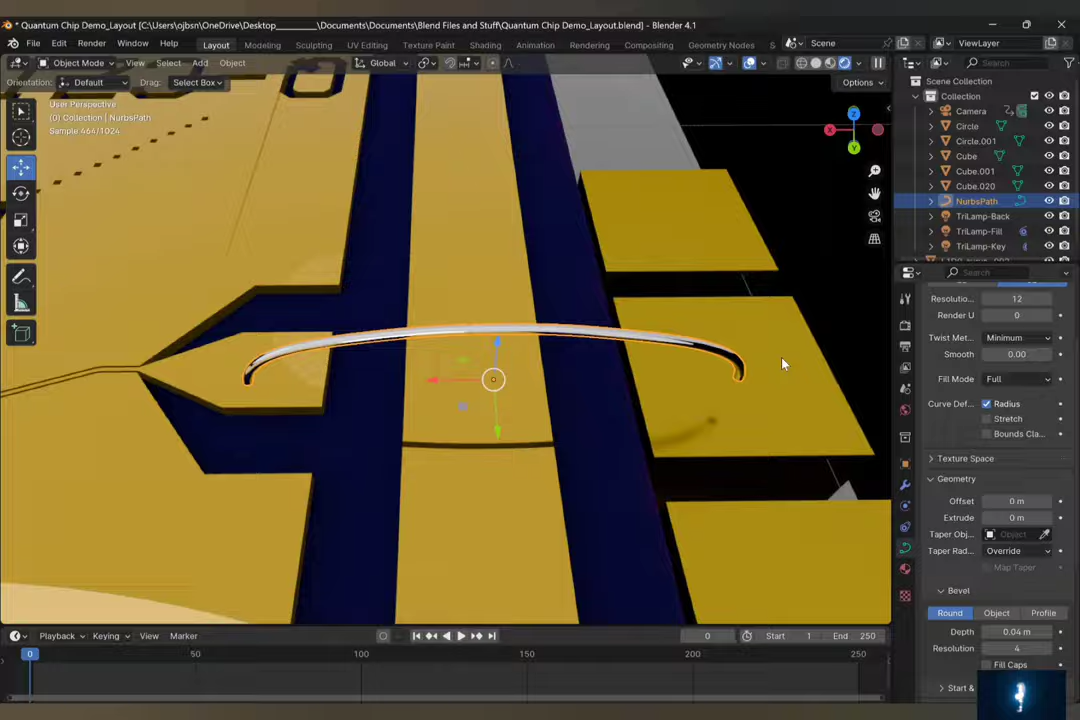 * Quantum Chip Demo_Layout [C:\Users\ojbsn\OneDrive\Desktop_________\Documents\Documents\Blend Files and Stuff\Quantum Chip Demo_Layout.blend] - Blender 4.1
File Edit Render Window Help Layout Modeling Sculpting UV Editing Texture Paint Shading Animation Rendering Compositing Geometry Nodes S Scene ViewLayer
Object Mode View Select Add Object Global Search
Orientation: Default Drag: Select Box Options
User Perspective
(0) Collection | NurbsPath
Sample 464/1024
Z
X
Y
Scene Collection
Collection
Camera
Circle
Circle.001
Cube
Cube.001
Cube.020
NurbsPath
TriLamp-Back
TriLamp-Fill
TriLamp-Key
Search
Resolutio... 12
Render U 0
Twist Met... Minimum
Smooth 0.00
Fill Mode Full
Curve Def... Radius
Stretch
Bounds Cla...
Texture Space
Geometry
Offset 0 m
Extrude 0 m
Taper Obj... Object
Taper Rad... Override
Map Taper
Bevel
Round Object Profile
Depth 0.04 m
Resolution 4
Fill Caps
Start &
Playback Keying View Marker 0 Start 1 End 250
0 50 100 150 200 250